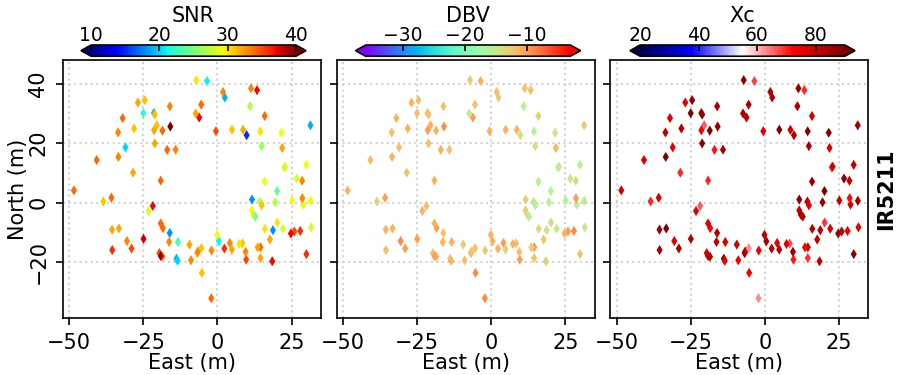 SNR DBV Xc
10 20 30 40 −30 −20 −10 20 40 60 80
40
20
0
−20
North (m)
IR5211
−50 −25 0 25 −50 −25 0 25 −50 −25 0 25
East (m) East (m) East (m)